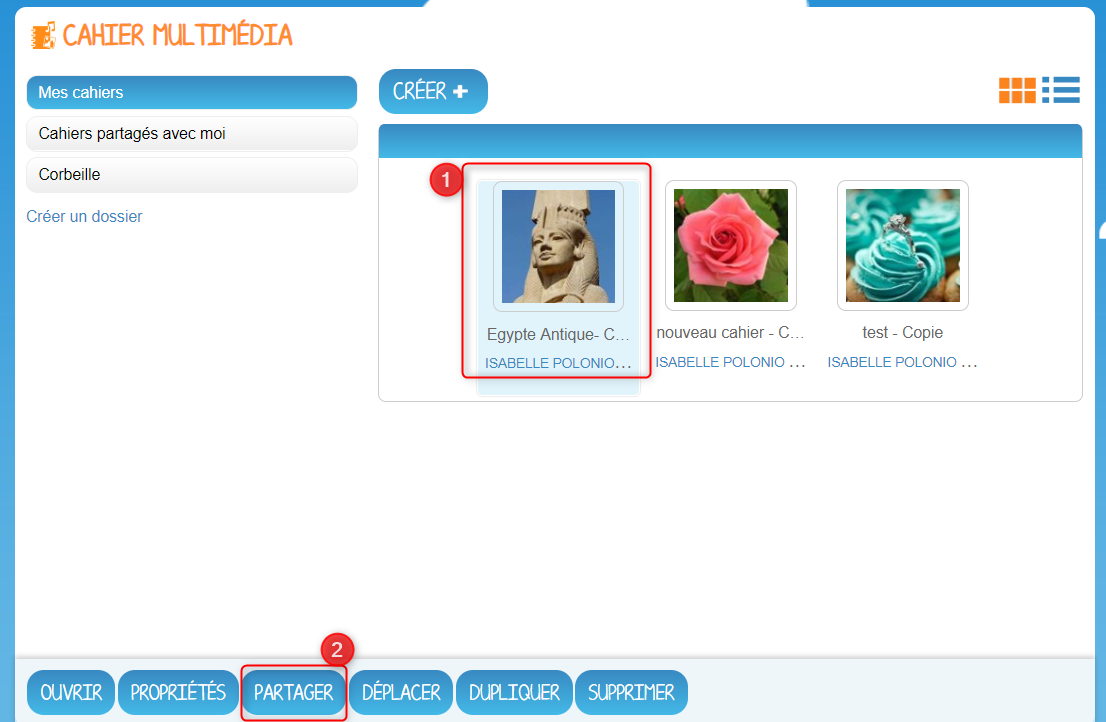 CAHIER MULTIMÉDIA
Mes cahiers
Cahiers partagés avec moi
Corbeille
Créer un dossier
CRÉER +
1
Egypte Antique- C...
ISABELLE POLONIO...
nouveau cahier - C...
ISABELLE POLONIO ...
test - Copie
ISABELLE POLONIO ...
2
OUVRIR
PROPRIÉTÉS
PARTAGER
DÉPLACER
DUPLIQUER
SUPPRIMER